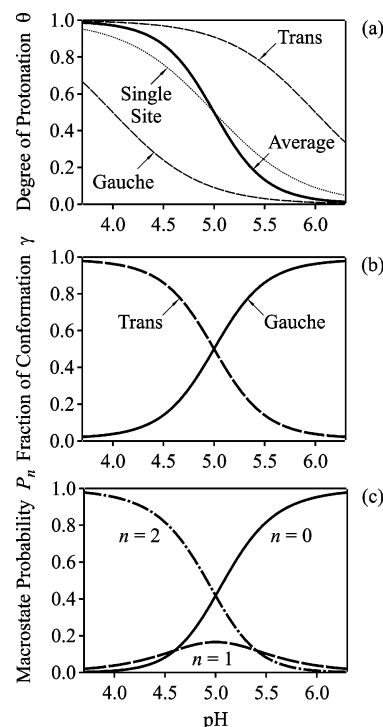 (a)
Degree of Protonation θ
1.0
0.8
0.6
0.4
0.2
0.0
Trans
Single
Site
Average
Gauche
4.0 4.5 5.0 5.5 6.0
(b)
Fraction of Conformation γ
1.0
0.8
0.6
0.4
0.2
0.0
Trans
Gauche
4.0 4.5 5.0 5.5 6.0
(c)
Macrostate Probability Pn
1.0
0.8
0.6
0.4
0.2
0.0
n = 2
n = 0
n = 1
4.0 4.5 5.0 5.5 6.0
pH